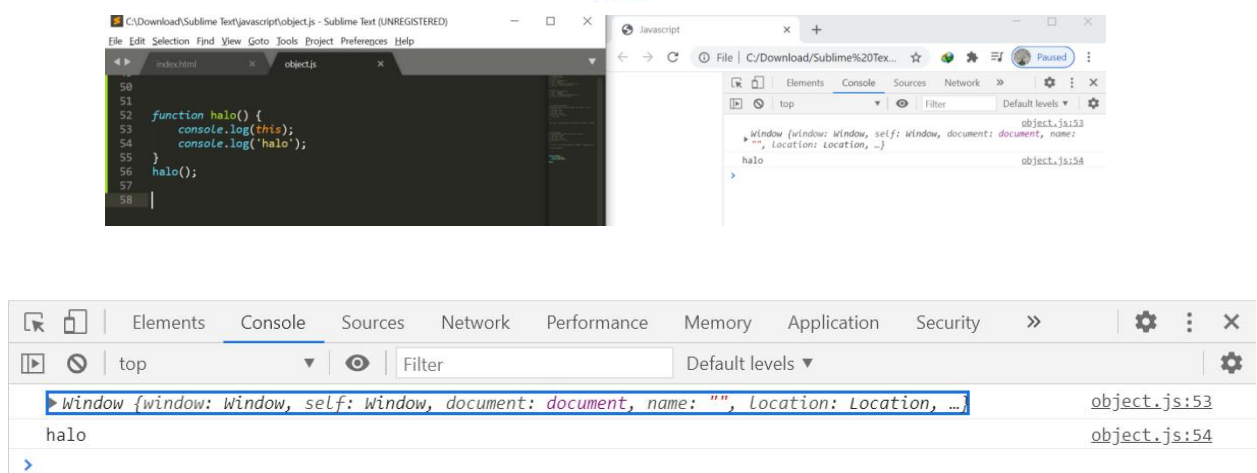 C:\Download\Sublime Text\javascript\object.js - Sublime Text (UNREGISTERED)
File Edit Selection Find View Goto Tools Project Preferences Help
index.html × object.js ×
50
51
52 function halo() {
53 console.log(this);
54 console.log('halo');
55 }
56 halo();
57
58
Javascript × +
File | C:/Download/Sublime%20Tex... Paused
Elements Console Sources Network »
top Filter Default levels ▼
object.js:53
Window {window: Window, self: Window, document: document, name:
"", location: Location, …}
halo object.js:54
>
Elements Console Sources Network Performance Memory Application Security »
top Filter Default levels ▼
Window {window: Window, self: Window, document: document, name: "", location: Location, …} object.js:53
halo object.js:54
>